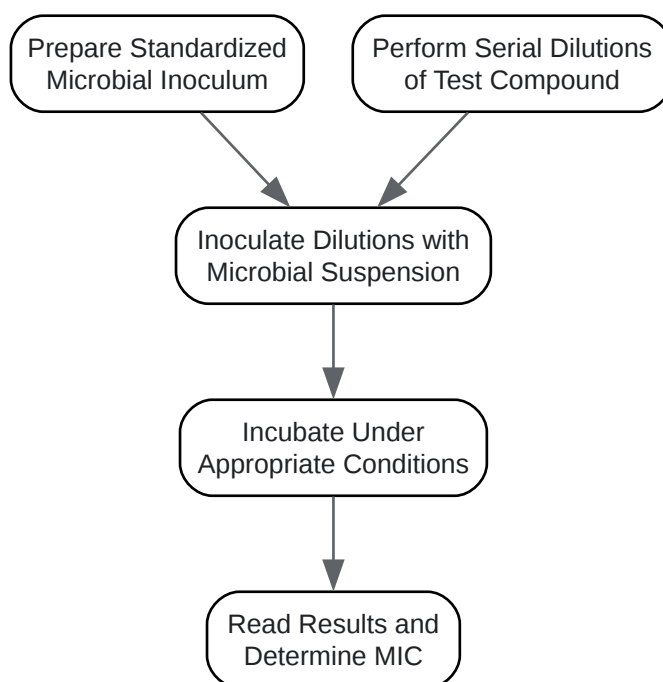 Prepare Standardized
Microbial Inoculum
Perform Serial Dilutions
of Test Compound
Inoculate Dilutions with
Microbial Suspension
Incubate Under
Appropriate Conditions
Read Results and
Determine MIC